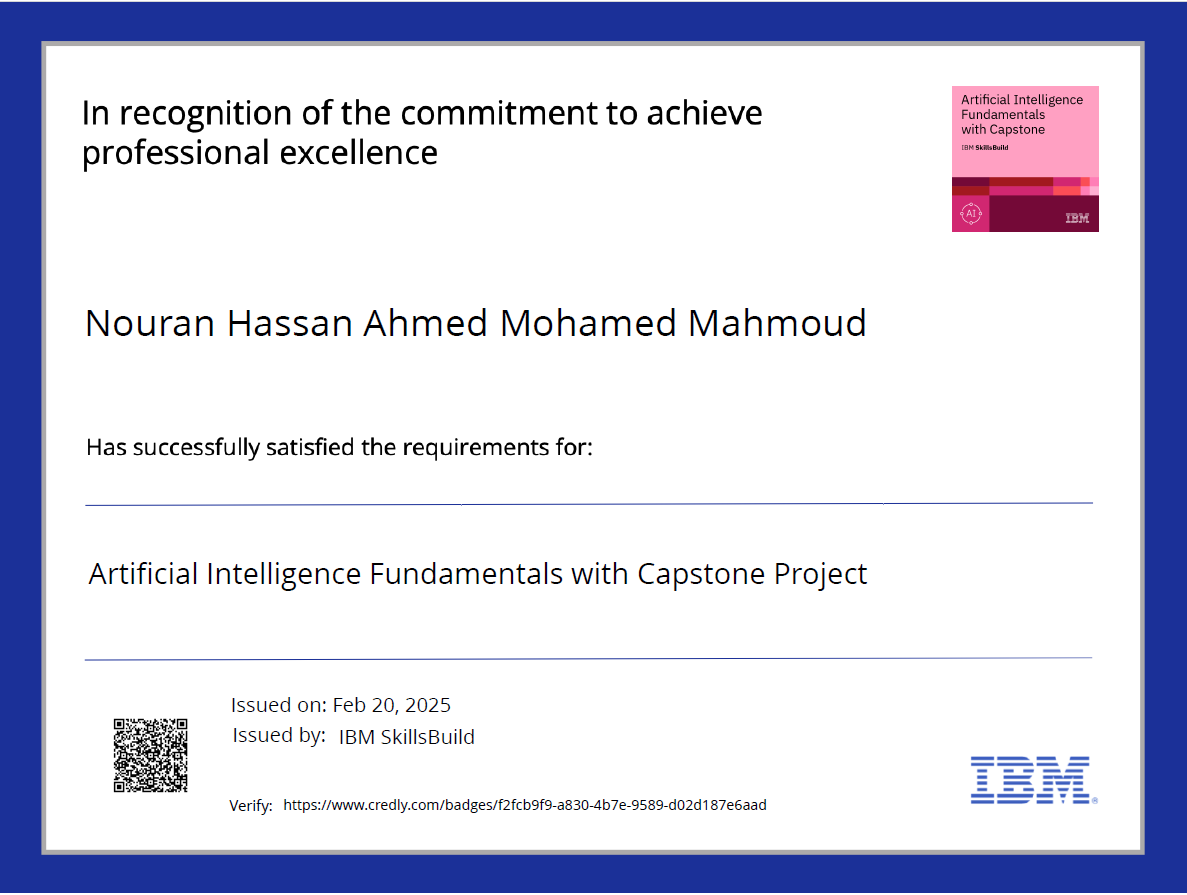 In recognition of the commitment to achieve
professional excellence
Artificial Intelligence
Fundamentals
with Capstone
IBM SkillsBuild
AI
IBM
Nouran Hassan Ahmed Mohamed Mahmoud
Has successfully satisfied the requirements for:
Artificial Intelligence Fundamentals with Capstone Project
Issued on: Feb 20, 2025
Issued by: IBM SkillsBuild
Verify: https://www.credly.com/badges/f2fcb9f9-a830-4b7e-9589-d02d187e6aad
IBM®